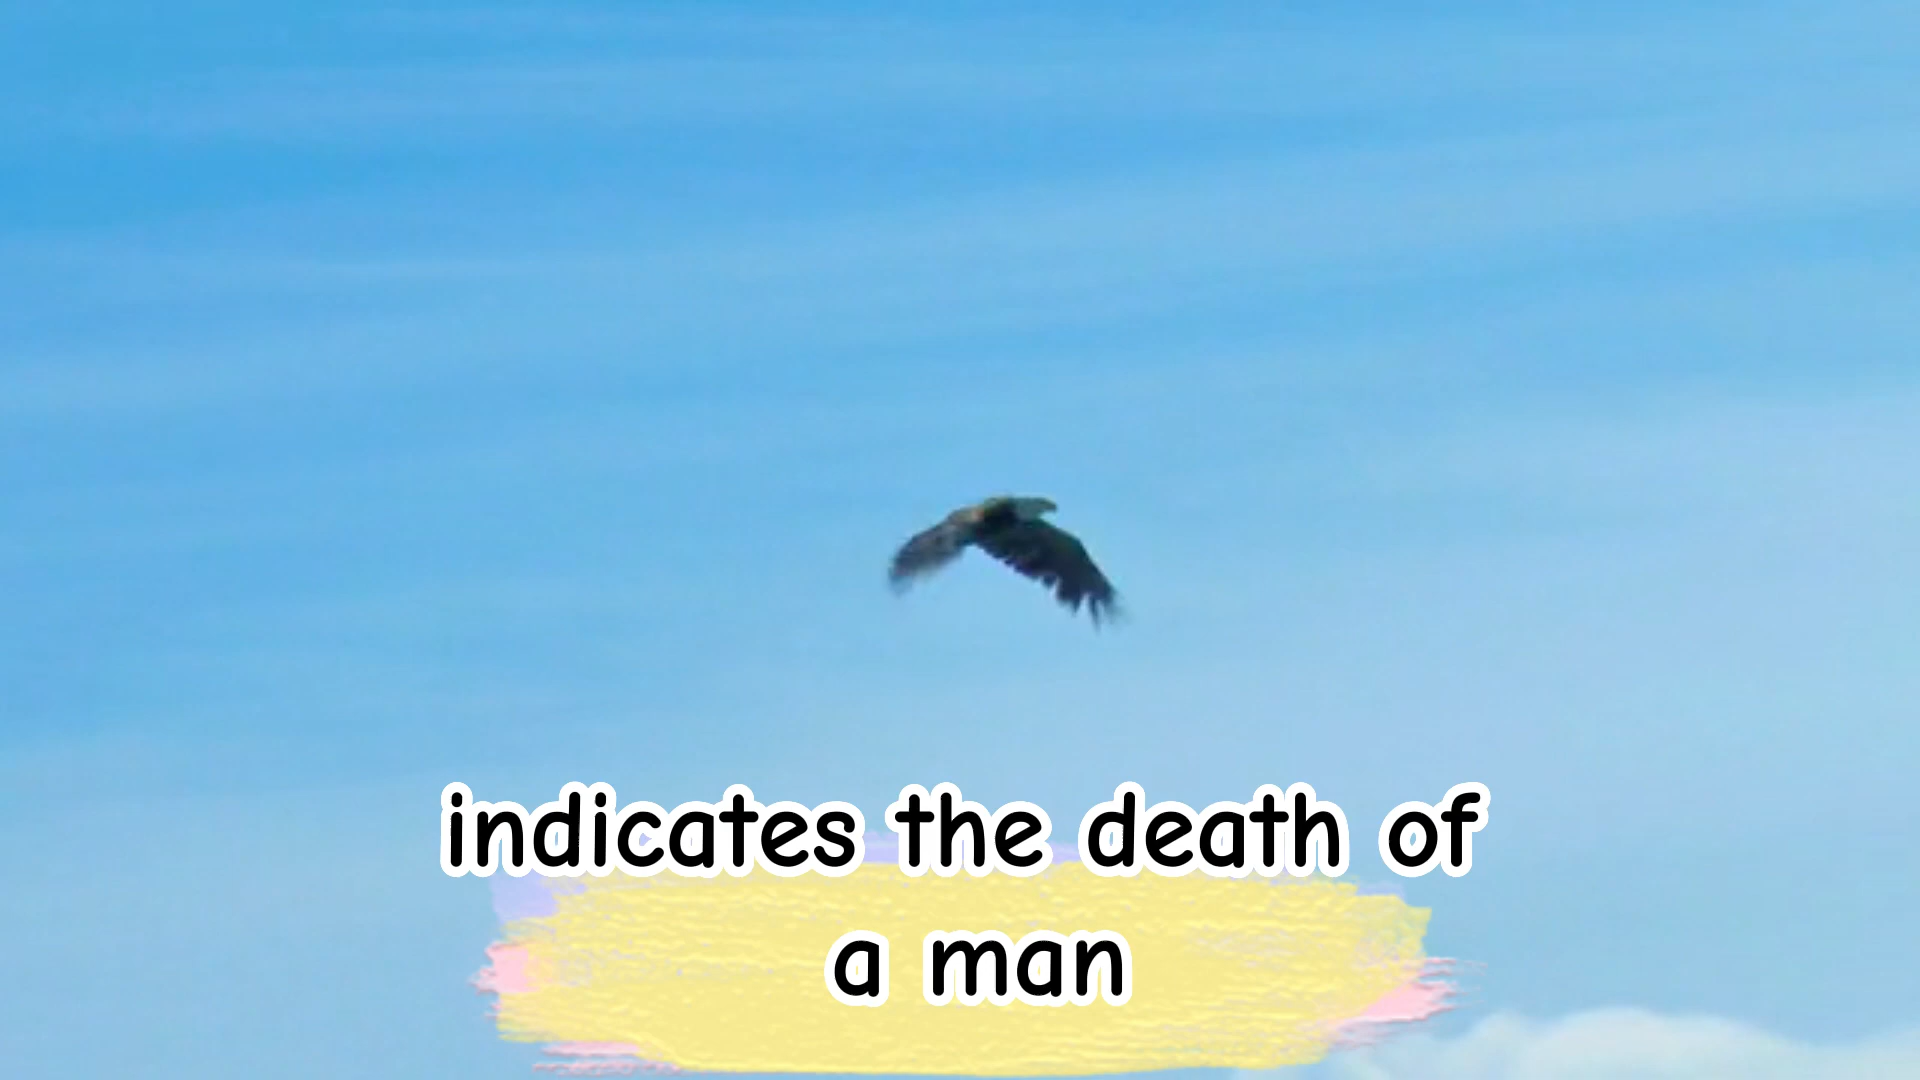 indicates the death of
a man